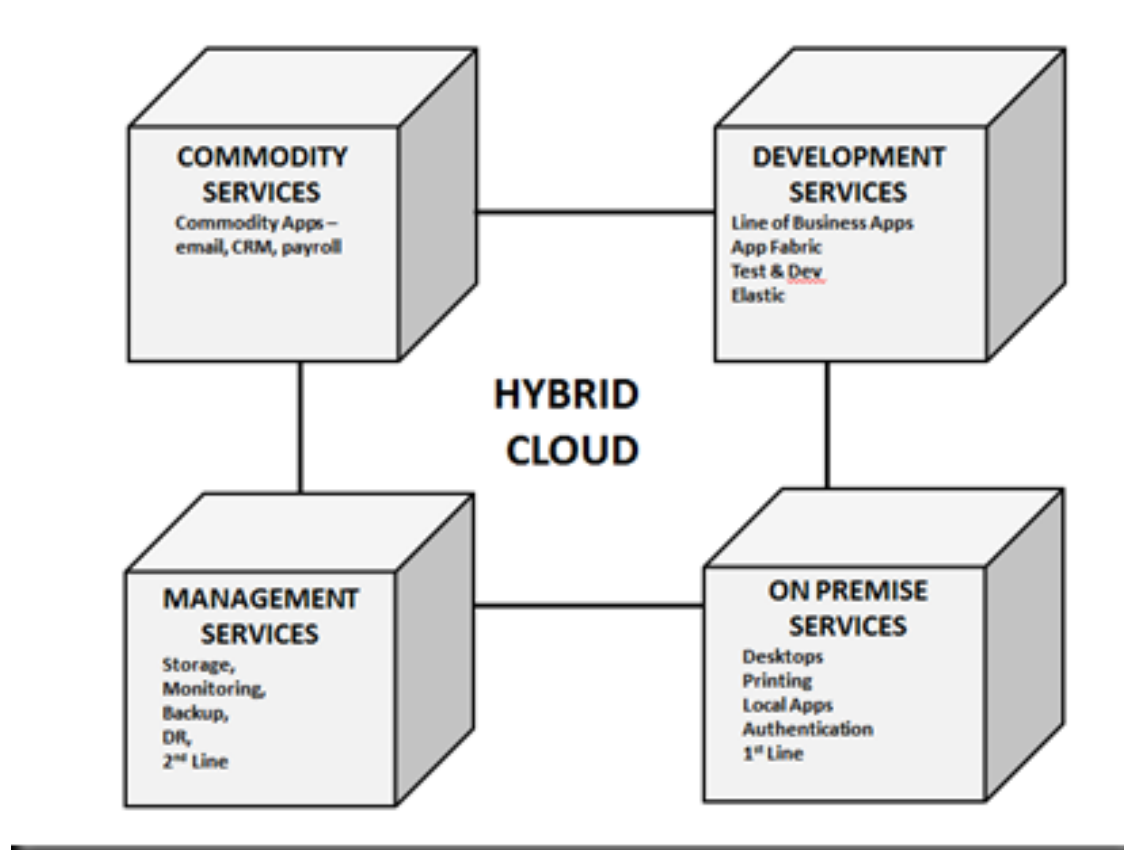 COMMODITY
SERVICES
Commodity Apps –
email, CRM, payroll
DEVELOPMENT
SERVICES
Line of Business Apps
App Fabric
Test & Dev
Elastic
HYBRID
CLOUD
MANAGEMENT
SERVICES
Storage,
Monitoring,
Backup,
DR,
2nd Line
ON PREMISE
SERVICES
Desktops
Printing
Local Apps
Authentication
1st Line